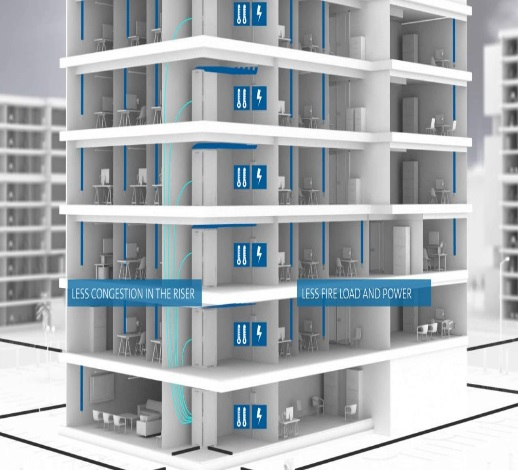 LESS CONGESTION IN THE RISER
LESS FIRE LOAD AND POWER